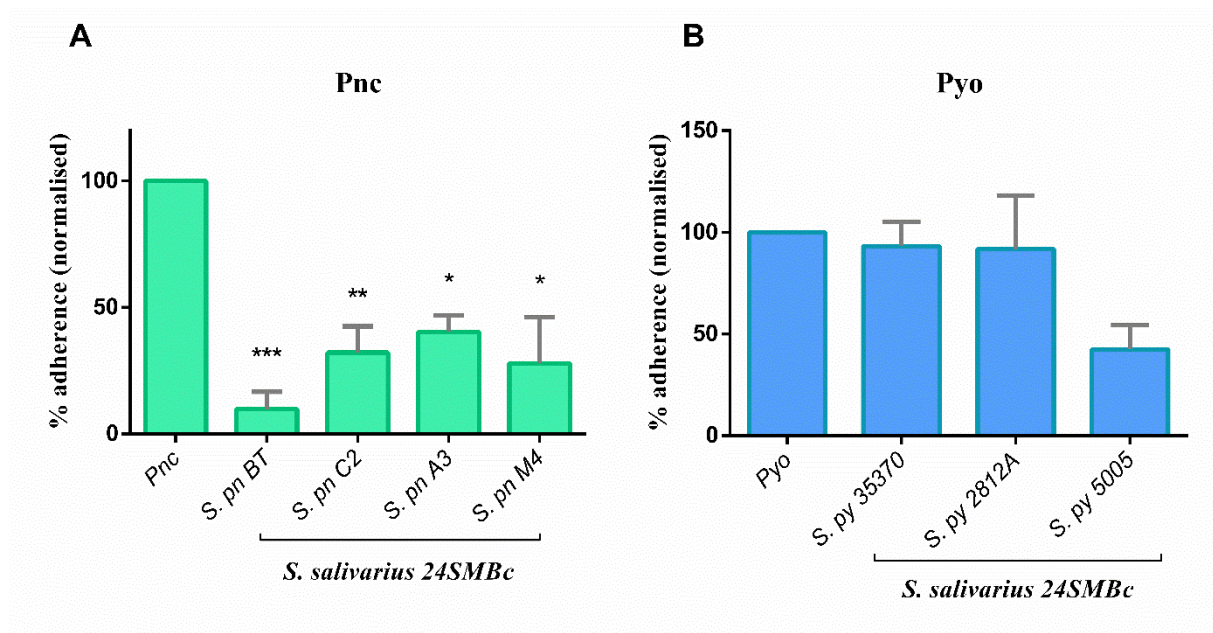 A
Pnc
% adherence (normalised)
100
50
0
***
**
*
*
Pnc
S. pn BT
S. pn C2
S. pn A3
S. pn M4
S. salivarius 24SMBc
B
Pyo
% adherence (normalised)
150
100
50
0
Pyo
S. py 35370
S. py 2812A
S. py 5005
S. salivarius 24SMBc